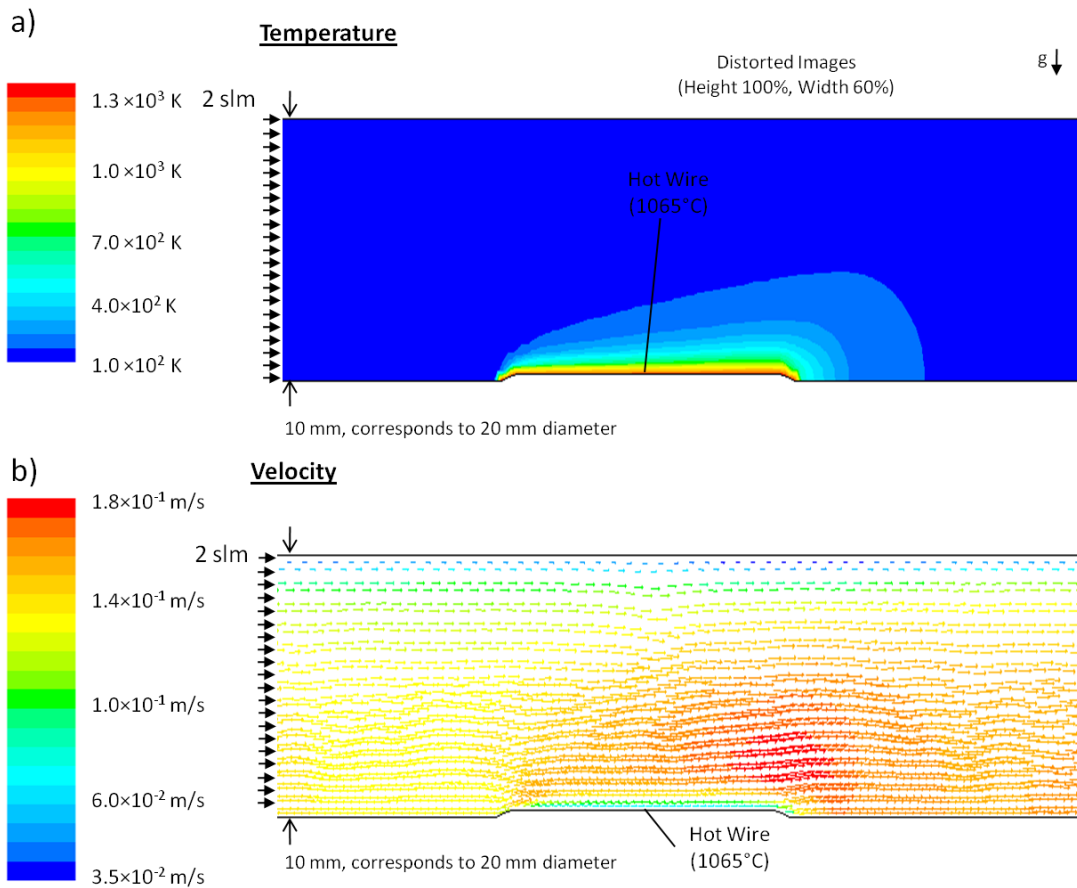 a)
Temperature
Distorted Images
(Height 100%, Width 60%)
g
1.3 ×10³ K
1.0 ×10³ K
7.0 ×10² K
4.0 ×10² K
1.0 ×10² K
2 slm
Hot Wire
(1065°C)
10 mm, corresponds to 20 mm diameter
b)
Velocity
1.8×10⁻¹ m/s
1.4×10⁻¹ m/s
1.0×10⁻¹ m/s
6.0×10⁻² m/s
3.5×10⁻² m/s
2 slm
Hot Wire
(1065°C)
10 mm, corresponds to 20 mm diameter